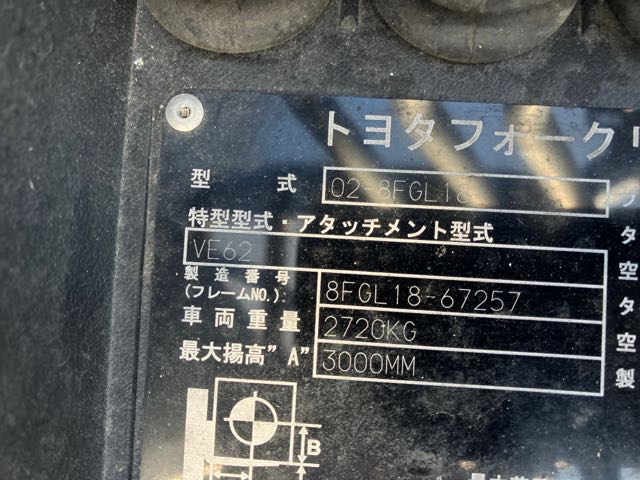 トヨタフォーク
型 式 02-8FGL18
特型型式・アタッチメント型式
VE62
製造番号
(フレームNO.): 8FGL18-67257
車両重量 2720KG
最大揚高"A" 3000MM
タ
空
タ
空
製
B